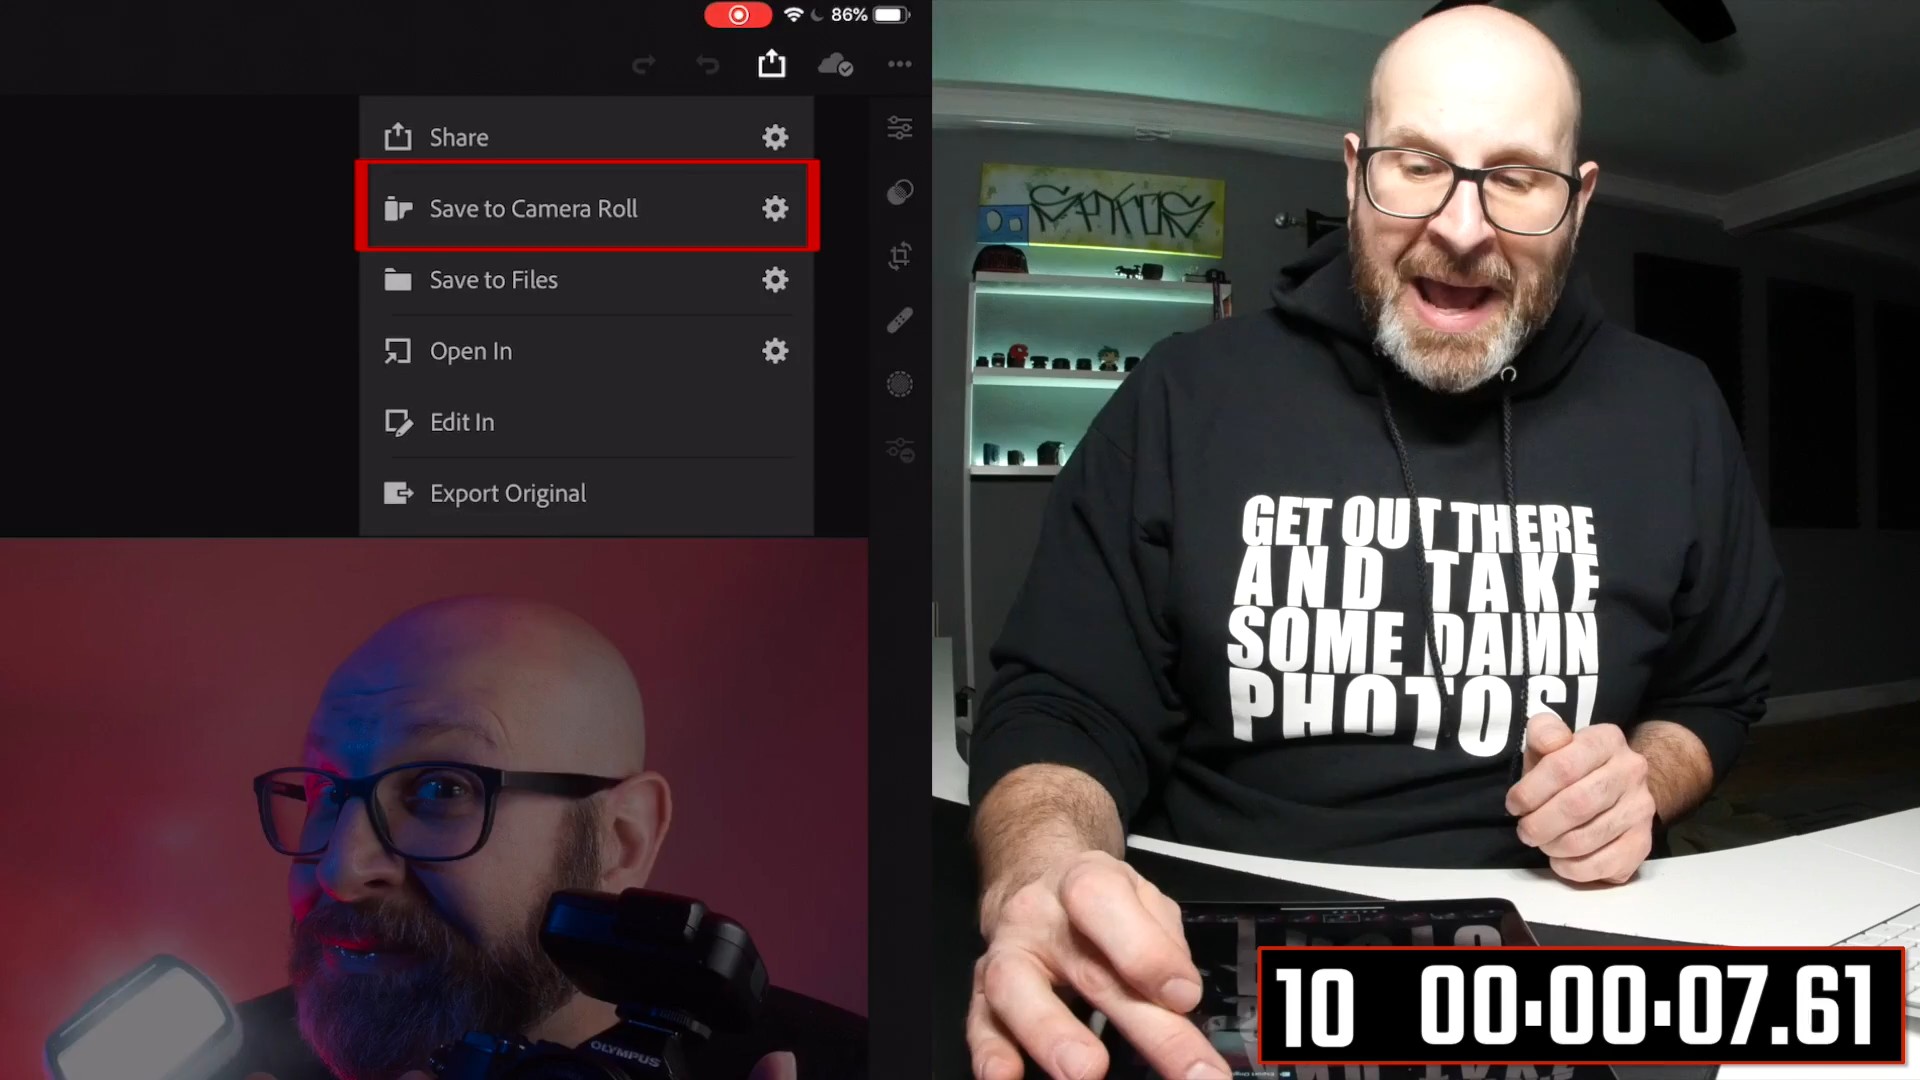 86%
Share
Save to Camera Roll
Save to Files
Open In
Edit In
Export Original
OLYMPUS
GET OUT THERE
AND TAKE
SOME DAMN
PHOTOS!
10 00:00:07.61